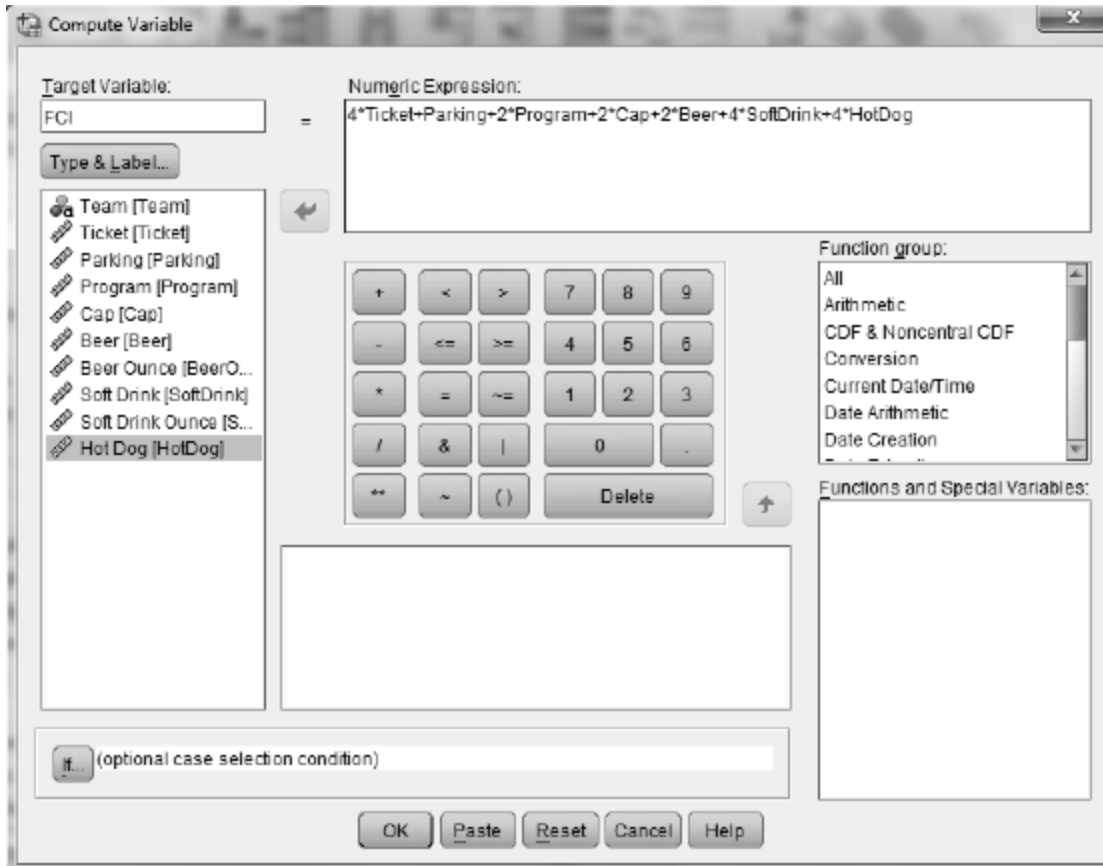 Compute Variable
x
Target Variable:
FCI
=
Numeric Expression:
4*Ticket+Parking+2*Program+2*Cap+2*Beer+4*SoftDrink+4*HotDog
Type & Label...
Team [Team]
Ticket [Ticket]
Parking [Parking]
Program [Program]
Cap [Cap]
Beer [Beer]
Beer Ounce [BeerO...
Soft Drink [SoftDrink]
Soft Drink Ounce [S...
Hot Dog [HotDog]
+ < > 7 8 9
- <= >= 4 5 6
* = ~= 1 2 3
/ & | 0 .
** ~ ( ) Delete
Function group:
All
Arithmetic
CDF & Noncentral CDF
Conversion
Current Date/Time
Date Arithmetic
Date Creation
Functions and Special Variables:
If... (optional case selection condition)
OK Paste Reset Cancel Help